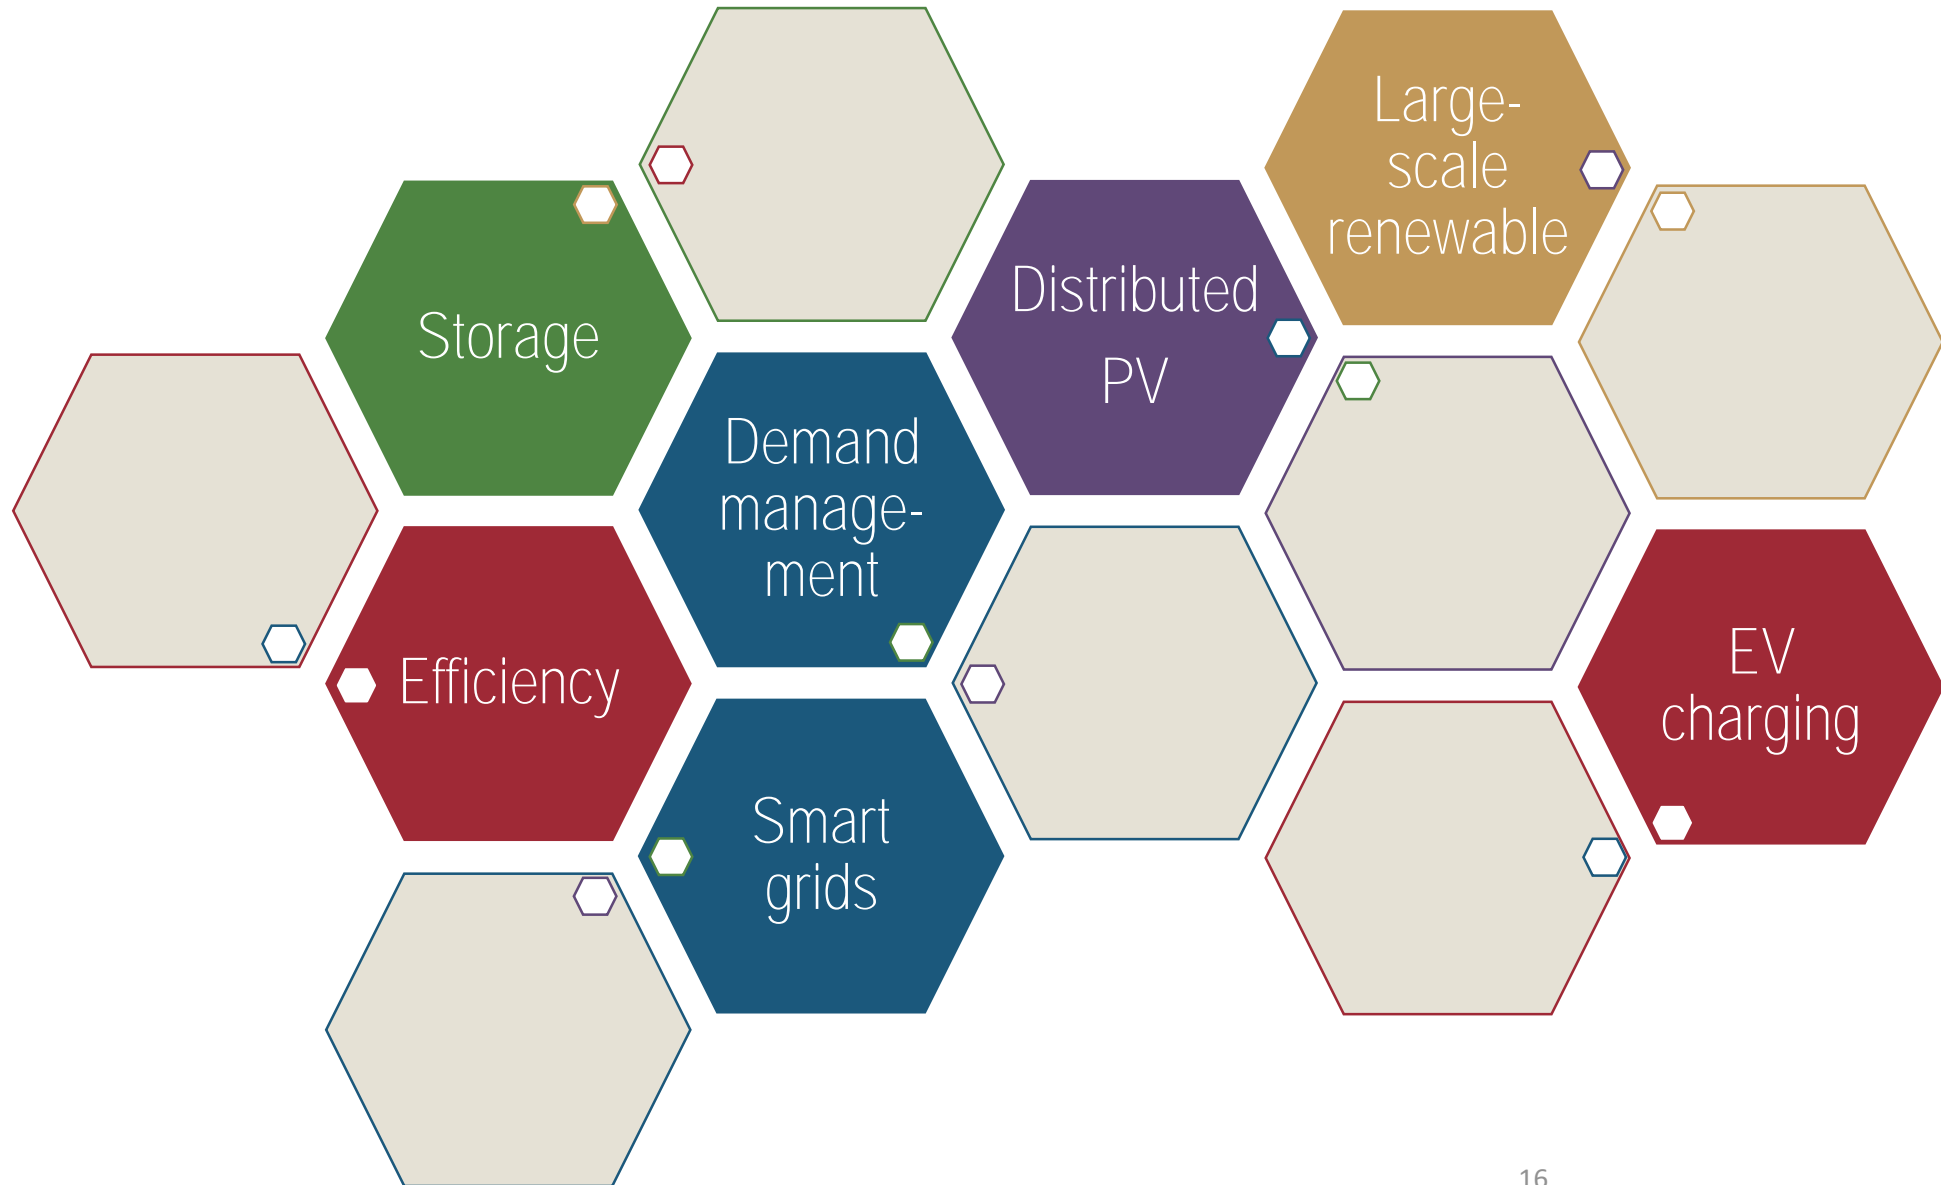 Large-
scale
renewable
Distributed
PV
Storage
Demand
manage-
ment
EV
charging
Efficiency
Smart
grids
16